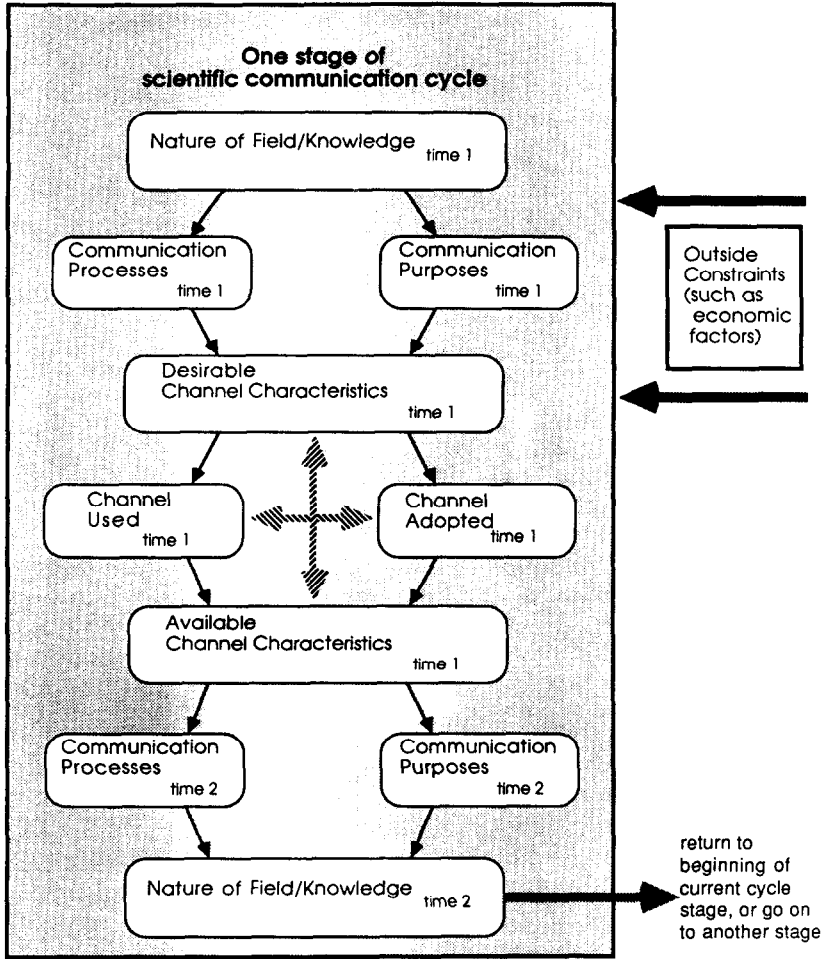 One stage of
scientific communication cycle
Nature of Field/Knowledge
time 1
Communication
Processes
time 1
Communication
Purposes
time 1
Outside
Constraints
(such as
economic
factors)
Desirable
Channel Characteristics
time 1
Channel
Used
time 1
Channel
Adopted
time 1
Available
Channel Characteristics
time 1
Communication
Processes
time 2
Communication
Purposes
time 2
Nature of Field/Knowledge
time 2
return to
beginning of
current cycle
stage, or go on
to another stage